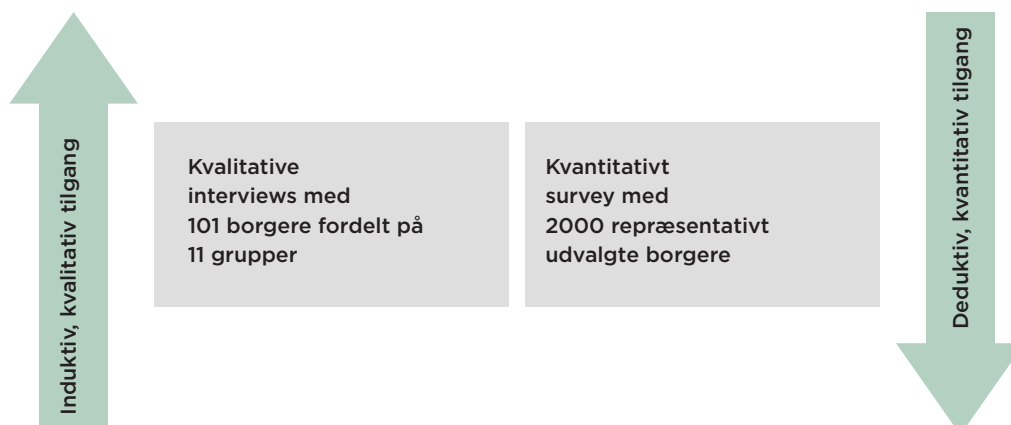 Induktiv, kvalitativ tilgang
Kvalitative
interviews med
101 borgere fordelt på
11 grupper
Kvantitativt
survey med
2000 repræsentativt
udvalgte borgere
Deduktiv, kvantitativ tilgang